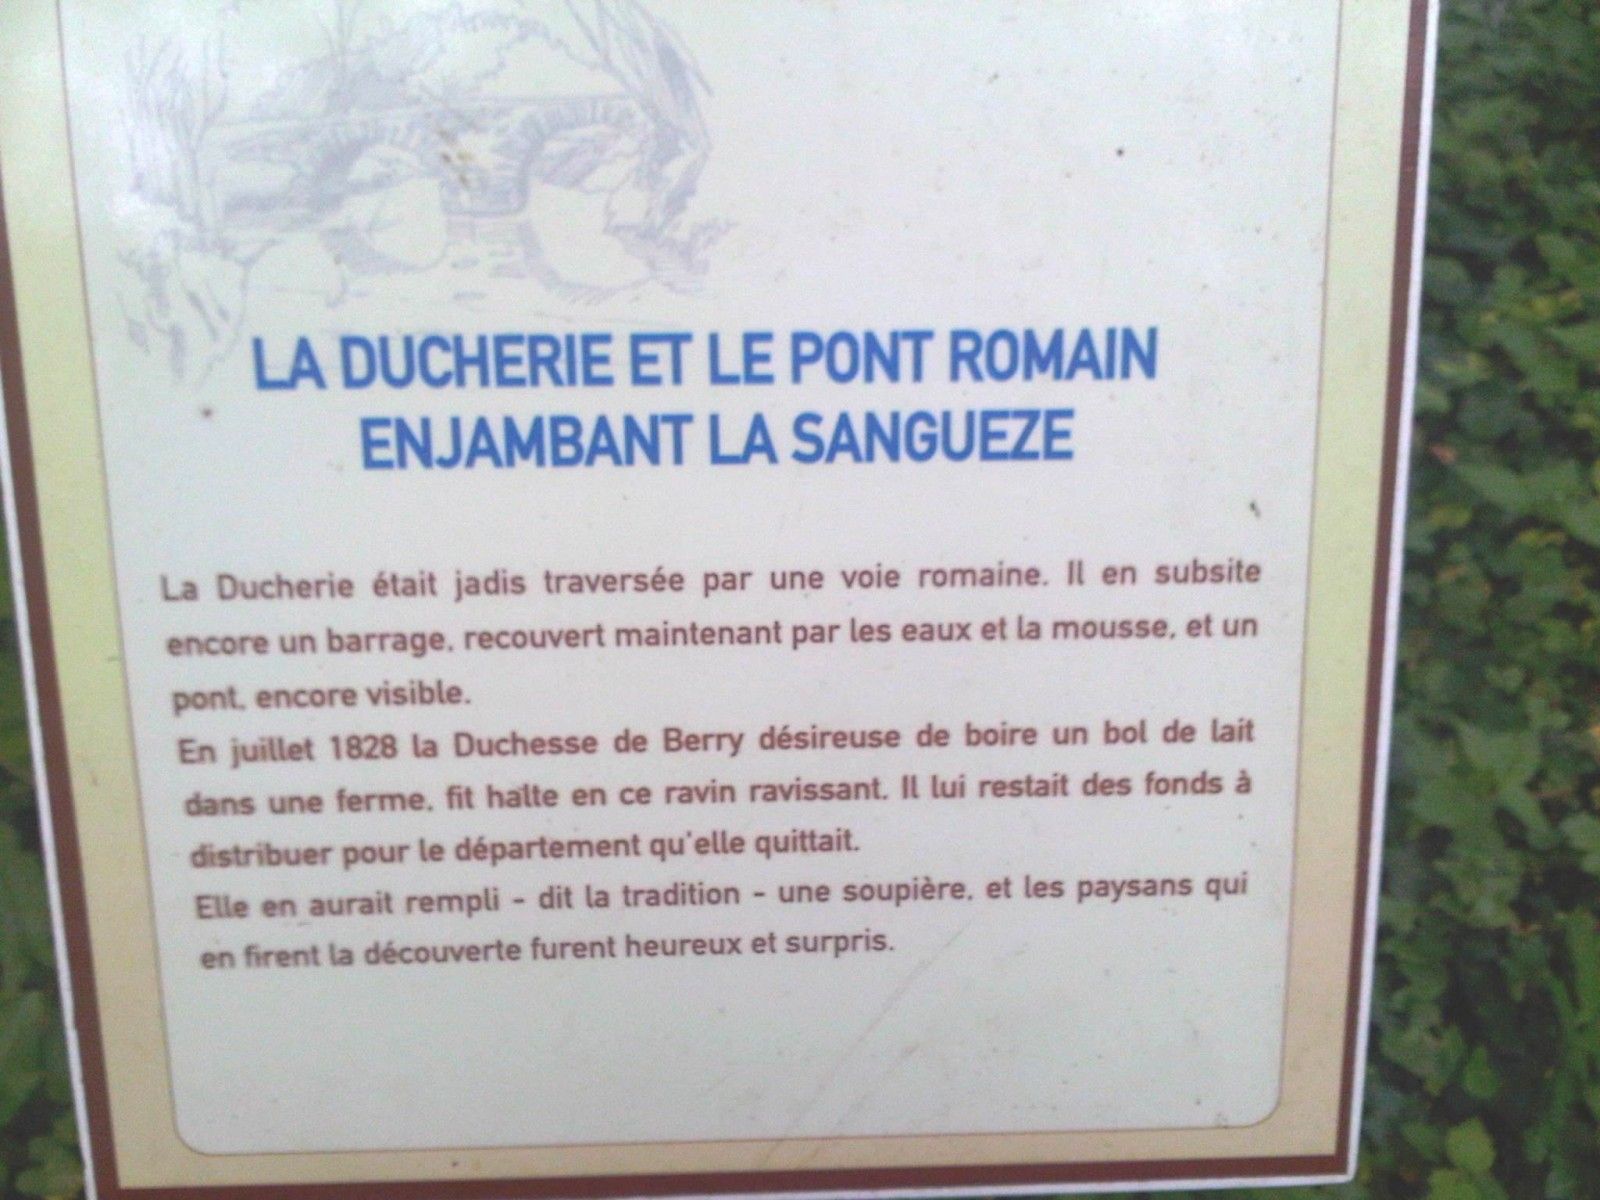 LA DUCHERIE ET LE PONT ROMAIN
ENJAMBANT LA SANGUEZE
La Ducherie était jadis traversée par une voie romaine. Il en subsite
encore un barrage, recouvert maintenant par les eaux et la mousse, et un
pont, encore visible.
En juillet 1828 la Duchesse de Berry désireuse de boire un bol de lait
dans une ferme, fit halte en ce ravin ravissant. Il lui restait des fonds à
distribuer pour le département qu'elle quittait.
Elle en aurait rempli - dit la tradition - une soupière, et les paysans qui
en firent la découverte furent heureux et surpris.